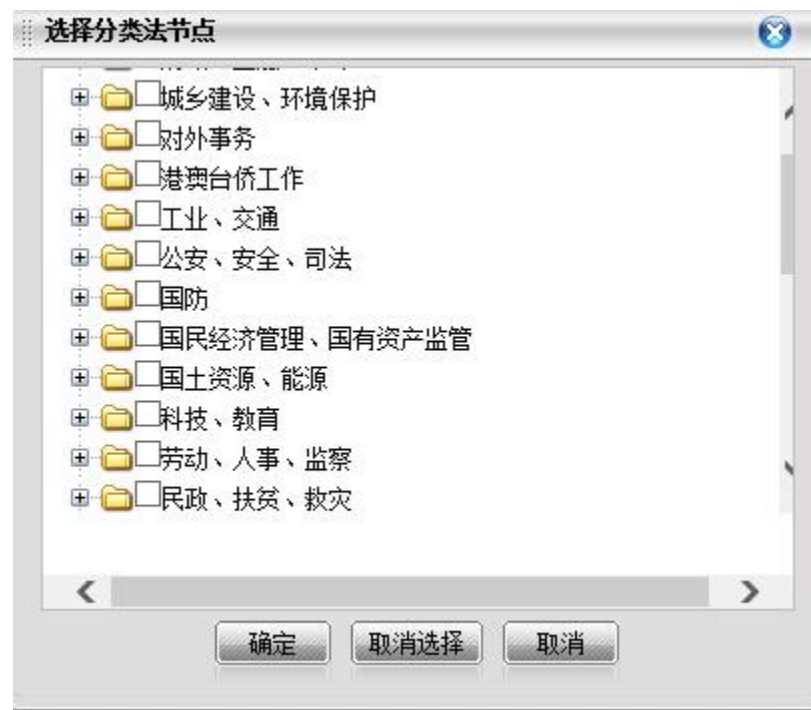 选择分类法节点
城乡建设、环境保护
对外事务
港澳台侨工作
工业、交通
公安、安全、司法
国防
国民经济管理、国有资产监管
国土资源、能源
科技、教育
劳动、人事、监察
民政、扶贫、救灾
确定 取消选择 取消